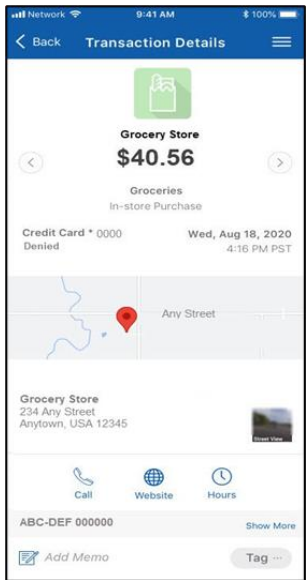 Network 9:41 AM 100%
Back Transaction Details
Grocery Store
$40.56
Groceries
In-store Purchase
Credit Card * 0000 Wed, Aug 18, 2020
Denied 4:16 PM PST
Any Street
Grocery Store
234 Any Street
Anytown, USA 12345
Street View
Call Website Hours
ABC-DEF 000000 Show More
Add Memo Tag ...